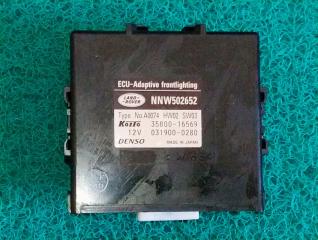 ECU-Adaptive frontlighting
LAND-ROVER
NNW502652
Type No.A0074 HW02 SW03
Koito 35800-16569
12V 031900-0280
DENSO MADE IN JAPAN